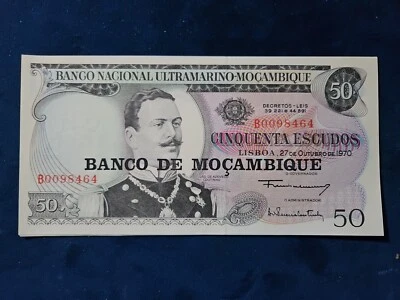 50
BANCO NACIONAL ULTRAMARINO-MOÇAMBIQUE
DECRETOS-LEIS
39 221 e 44 891
B0098464
CINQUENTA ESCUDOS
LISBOA, 27 DE OUTUBRO DE 1970
BANCO DE MOÇAMBIQUE
B0098464
O GOVERNADOR
O ADMINISTRADOR
50
50